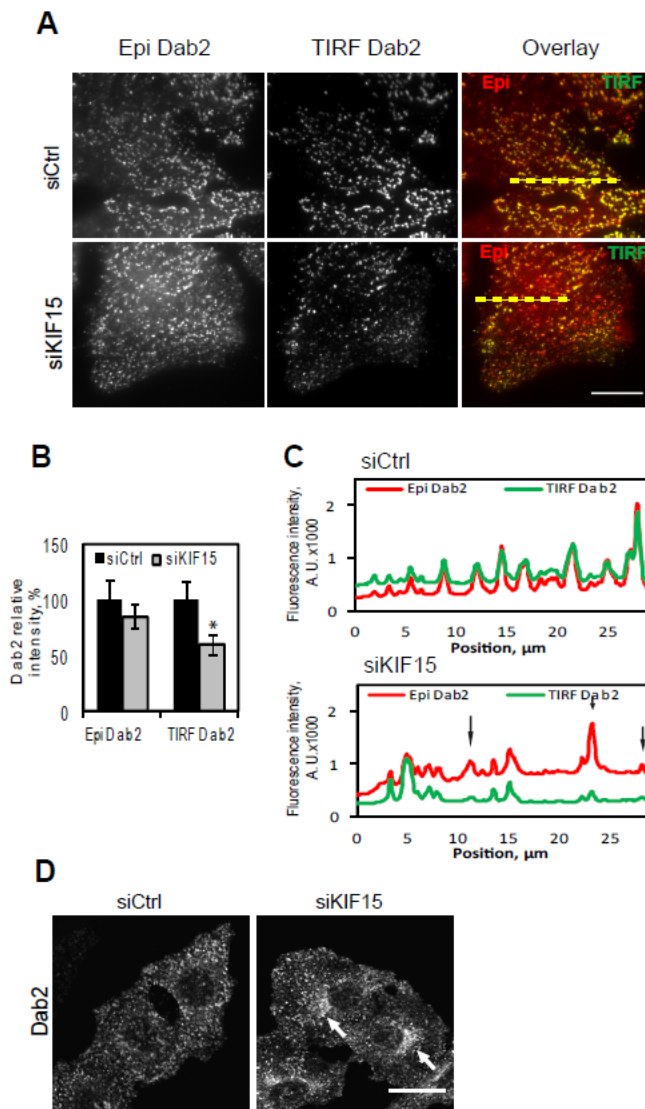 A
Epi Dab2 TIRF Dab2 Overlay
siCtrl
Epi TIRF
siKIF15
Epi TIRF
B
150
100
50
0
Dab2 relative
intensity, %
siCtrl siKIF15
*
Epi Dab2 TIRF Dab2
C
siCtrl
Epi Dab2 TIRF Dab2
Fluorescence intensity,
A.U. x1000
2
1
0
0 5 10 15 20 25
Position, µm
siKIF15
Epi Dab2 TIRF Dab2
Fluorescence intensity,
A.U.x1000
2
1
0
0 5 10 15 20 25
Position, µm
D
siCtrl siKIF15
Dab2